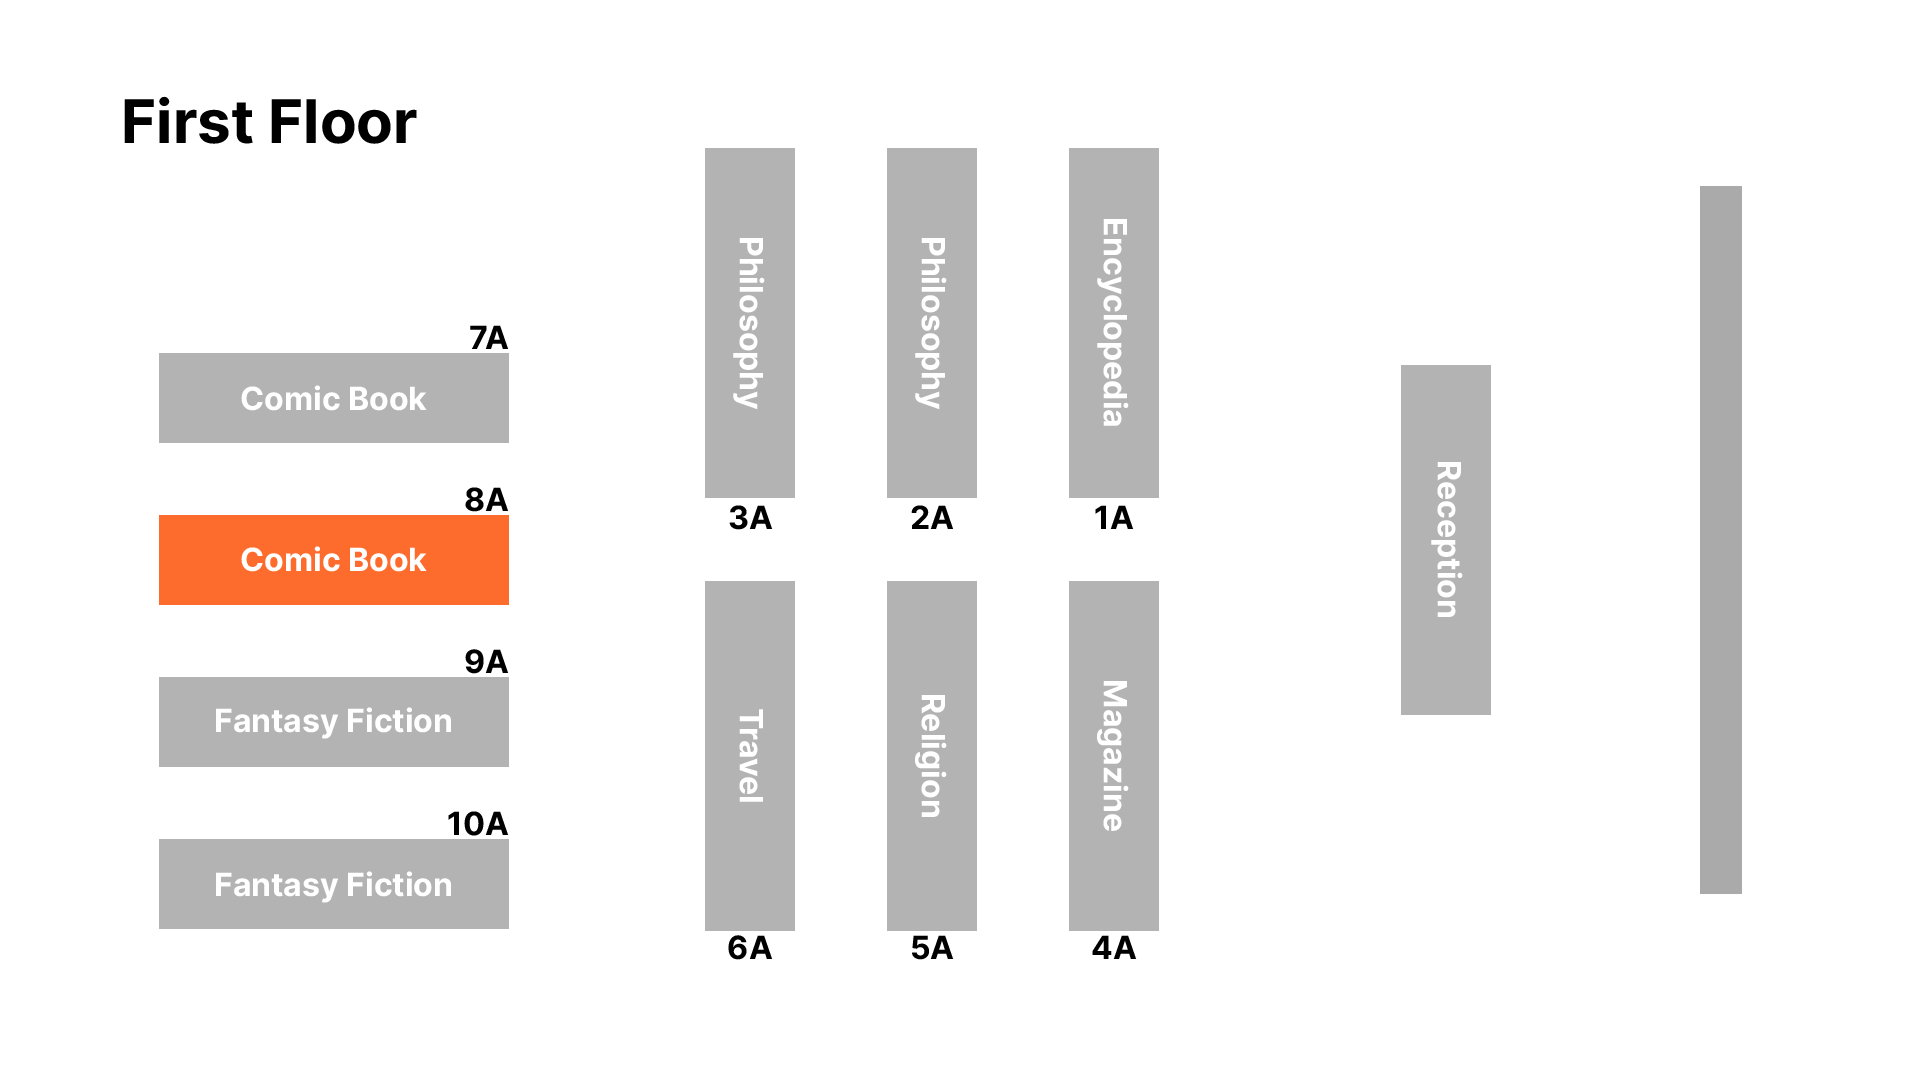 First Floor
7A
Comic Book
8A
Comic Book
9A
Fantasy Fiction
10A
Fantasy Fiction
Philosophy
3A
Philosophy
2A
Encyclopedia
1A
Travel
6A
Religion
5A
Magazine
4A
Reception